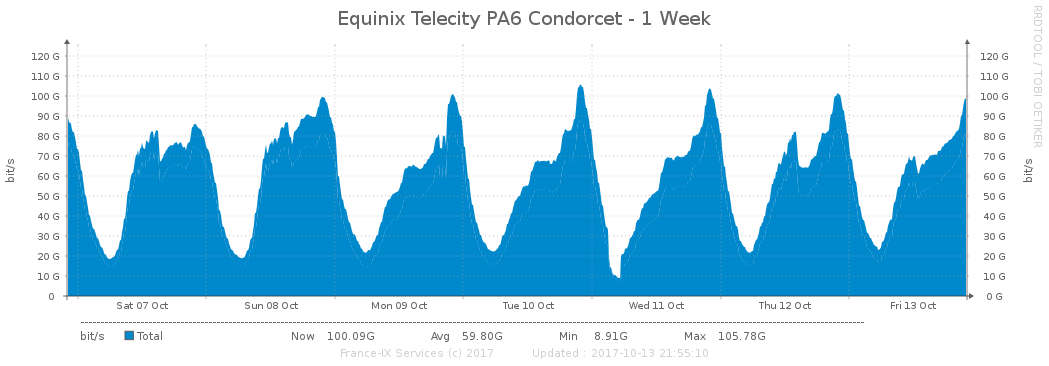 Equinix Telecity PA6 Condorcet - 1 Week
RRDTOOL / TOBI OETIKER
120 G 120 G
110 G 110 G
100 G 100 G
90 G 90 G
80 G 80 G
70 G 70 G
60 G 60 G
50 G 50 G
40 G 40 G
30 G 30 G
20 G 20 G
10 G 10 G
0 0 G
bit/s
bit/s
Sat 07 Oct Sun 08 Oct Mon 09 Oct Tue 10 Oct Wed 11 Oct Thu 12 Oct Fri 13 Oct
bit/s Total Now 100.09G Avg 59.80G Min 8.91G Max 105.78G
France-IX Services (c) 2017 Updated : 2017-10-13 21:55:10